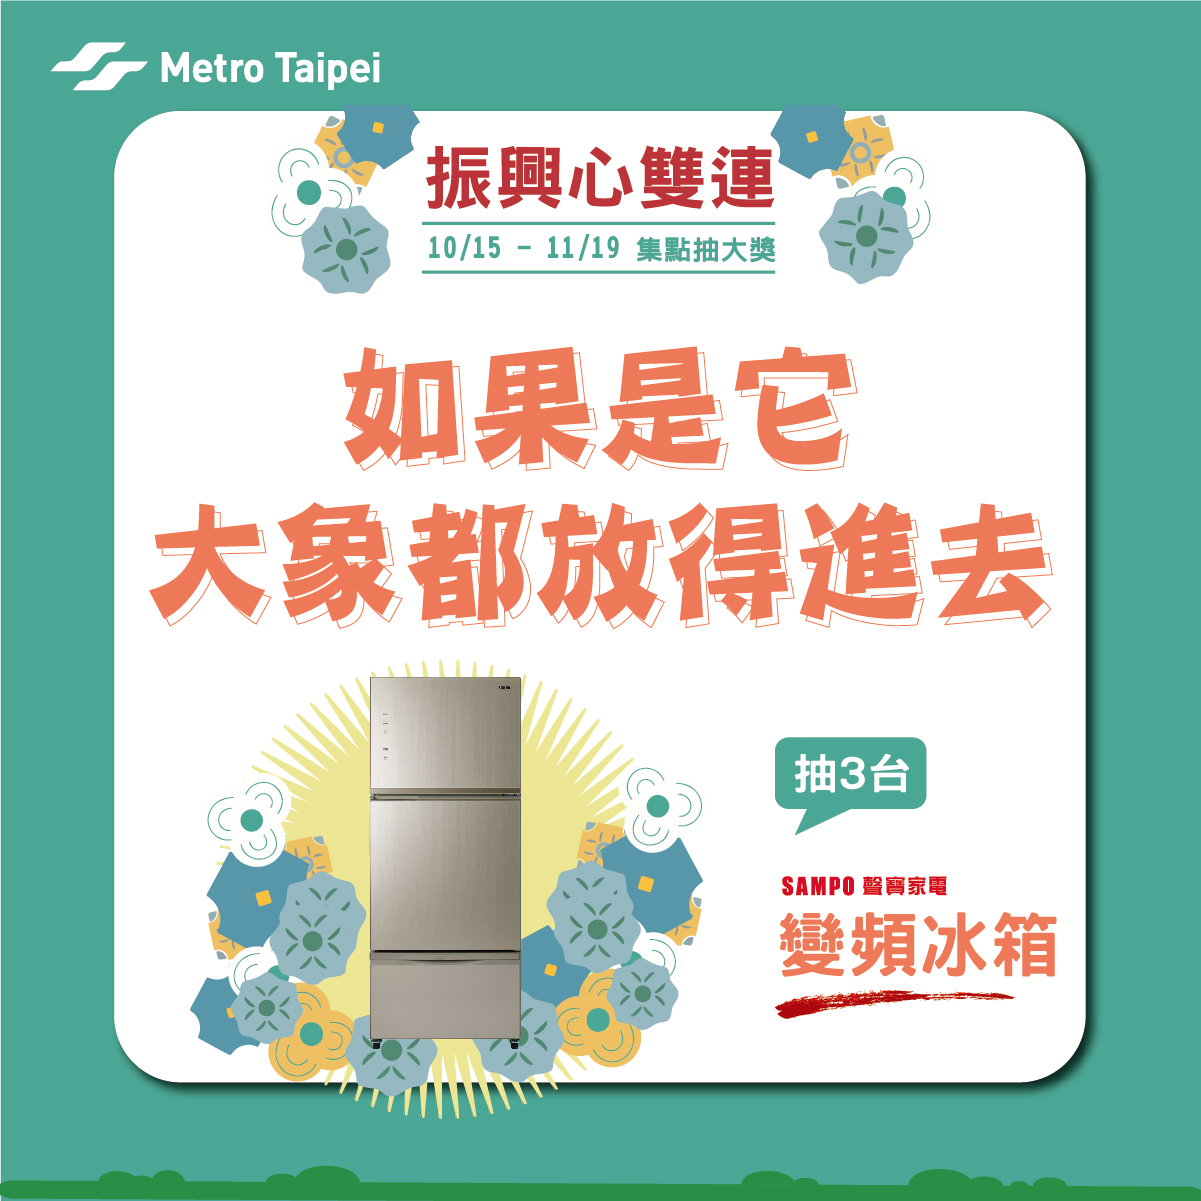 Metro Taipei
振興心雙連
10/15 - 11/19 集點抽大獎
如果是它
大象都放得進去
抽3台
SAMPO 聲寶家電
變頻冰箱